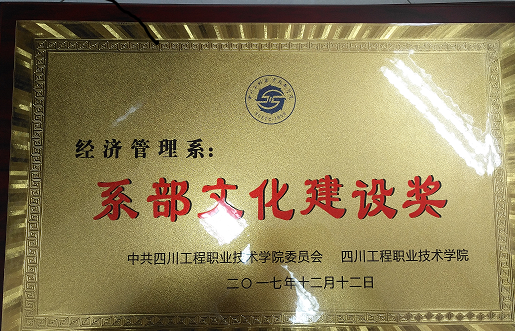 经济管理系:
系部文化建设奖
中共四川工程职业技术学院委员会 四川工程职业技术学院
二〇一七年十二月十二日